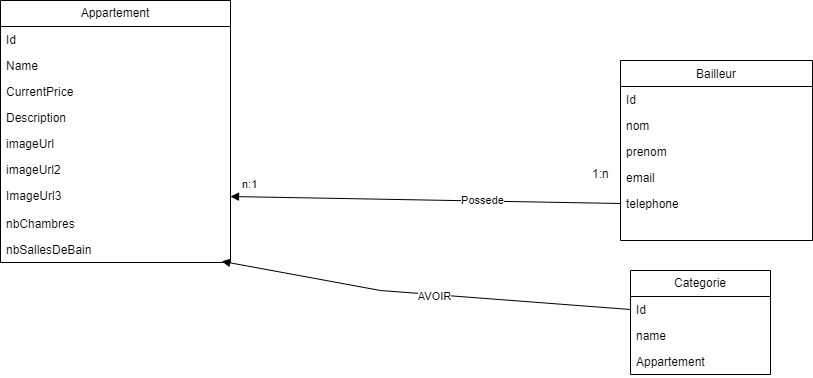 Appartement
Id
Name
CurrentPrice
Description
imageUrl
imageUrl2
ImageUrl3
nbChambres
nbSallesDeBain
n:1
Possede
1:n
Bailleur
Id
nom
prenom
email
telephone
AVOIR
Categorie
Id
name
Appartement